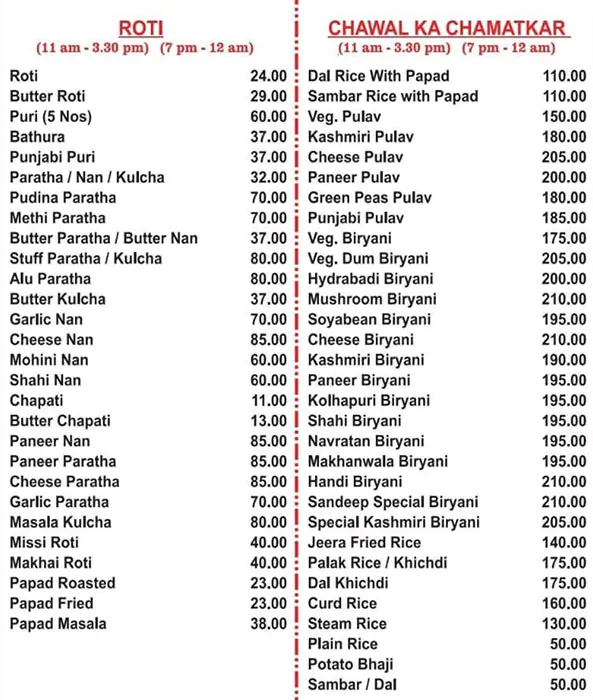 ROTI
(11 am - 3.30 pm) (7 pm - 12 am)
Roti 24.00
Butter Roti 29.00
Puri (5 Nos) 60.00
Bathura 37.00
Punjabi Puri 37.00
Paratha / Nan / Kulcha 32.00
Pudina Paratha 70.00
Methi Paratha 70.00
Butter Paratha / Butter Nan 37.00
Stuff Paratha / Kulcha 80.00
Alu Paratha 80.00
Butter Kulcha 37.00
Garlic Nan 70.00
Cheese Nan 85.00
Mohini Nan 60.00
Shahi Nan 60.00
Chapati 11.00
Butter Chapati 13.00
Paneer Nan 85.00
Paneer Paratha 85.00
Cheese Paratha 85.00
Garlic Paratha 70.00
Masala Kulcha 80.00
Missi Roti 40.00
Makhai Roti 40.00
Papad Roasted 23.00
Papad Fried 23.00
Papad Masala 38.00
CHAWAL KA CHAMATKAR
(11 am - 3.30 pm) (7 pm - 12 am)
Dal Rice With Papad 110.00
Sambar Rice with Papad 110.00
Veg. Pulav 150.00
Kashmiri Pulav 180.00
Cheese Pulav 205.00
Paneer Pulav 200.00
Green Peas Pulav 180.00
Punjabi Pulav 185.00
Veg. Biryani 175.00
Veg. Dum Biryani 205.00
Hydrabadi Biryani 200.00
Mushroom Biryani 210.00
Soyabean Biryani 195.00
Cheese Biryani 210.00
Kashmiri Biryani 190.00
Paneer Biryani 195.00
Kolhapuri Biryani 195.00
Shahi Biryani 195.00
Navratan Biryani 195.00
Makhanwala Biryani 195.00
Handi Biryani 210.00
Sandeep Special Biryani 210.00
Special Kashmiri Biryani 205.00
Jeera Fried Rice 140.00
Palak Rice / Khichdi 175.00
Dal Khichdi 175.00
Curd Rice 160.00
Steam Rice 130.00
Plain Rice 50.00
Potato Bhaji 50.00
Sambar / Dal 50.00